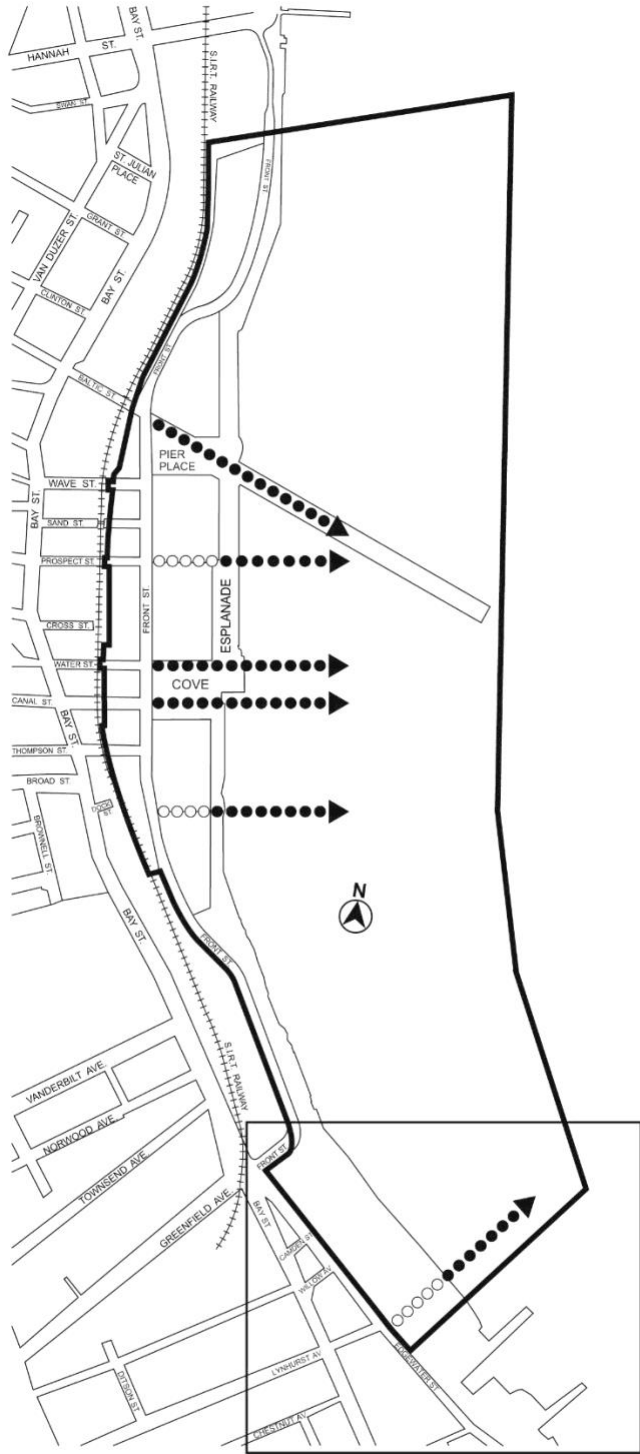 BAY ST.
HANNAH ST.
S.I.R.T. RAILWAY
SWAN ST.
ST. JULIAN
PLACE
FRONT ST.
GRANT ST.
VAN DUZER ST.
BAY ST.
CLINTON ST.
FRONT ST.
BALTIC ST.
PIER
PLACE
WAVE ST.
BAY ST.
SAND ST.
PROSPECT ST.
FRONT ST.
ESPLANADE
CROSS ST.
WATER ST.
COVE
CANAL ST.
BAY ST.
THOMPSON ST.
BROAD ST.
DOCK
ST.
BROWNELL ST.
N
BAY ST.
FRONT ST.
S.I.R.T. RAILWAY
VANDERBILT AVE.
NORWOOD AVE.
TOWNSEND AVE.
FRONT ST.
GREENFIELD AVE.
BAY ST.
CAMDEN ST.
WILLOW AV.
EDGEWATER ST.
LYNHURST AV
DITSON ST.
CHESTNUT AV.